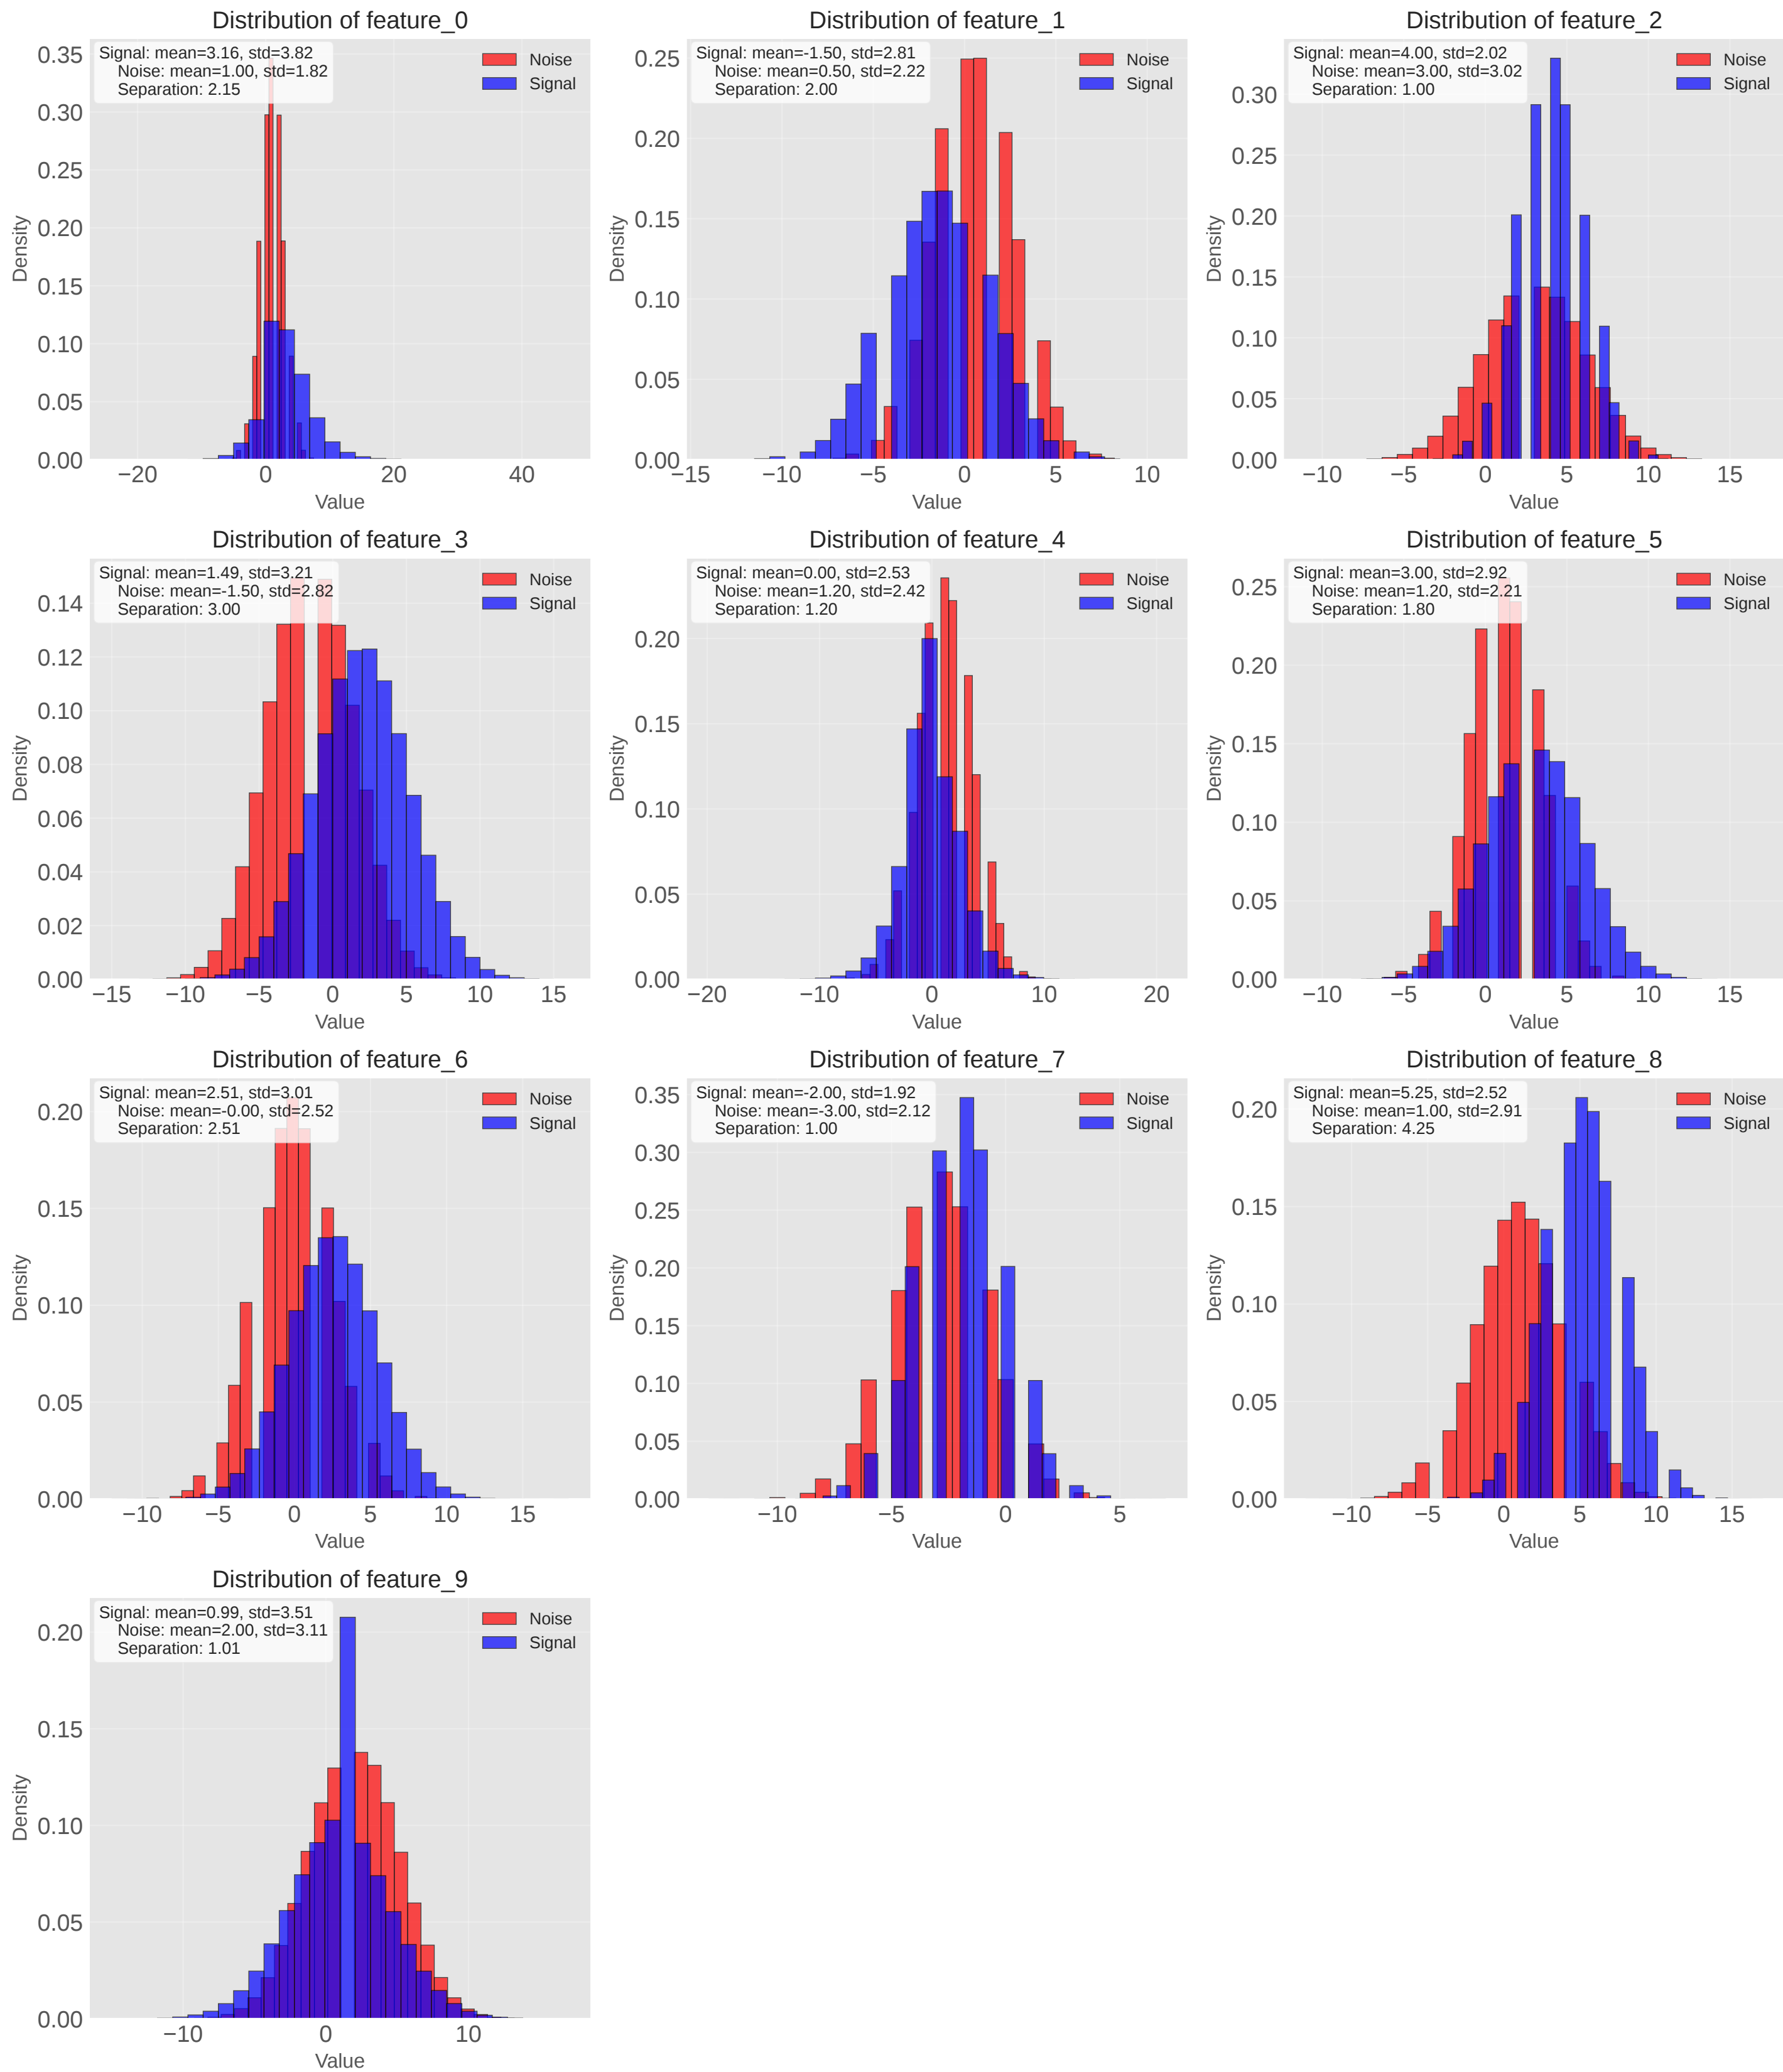 Distribution of feature_0
Signal: mean=3.16, std=3.82
Noise: mean=1.00, std=1.82
Separation: 2.15
Noise
Signal
0.35
0.30
0.25
0.20
0.15
0.10
0.05
0.00
Density
−20 0 20 40
Value
Distribution of feature_1
Signal: mean=-1.50, std=2.81
Noise: mean=0.50, std=2.22
Separation: 2.00
Noise
Signal
0.25
0.20
0.15
0.10
0.05
0.00
Density
−15 −10 −5 0 5 10
Value
Distribution of feature_2
Signal: mean=4.00, std=2.02
Noise: mean=3.00, std=3.02
Separation: 1.00
Noise
Signal
0.30
0.25
0.20
0.15
0.10
0.05
0.00
Density
−10 −5 0 5 10 15
Value
Distribution of feature_3
Signal: mean=1.49, std=3.21
Noise: mean=-1.50, std=2.82
Separation: 3.00
Noise
Signal
0.14
0.12
0.10
0.08
0.06
0.04
0.02
0.00
Density
−15 −10 −5 0 5 10 15
Value
Distribution of feature_4
Signal: mean=0.00, std=2.53
Noise: mean=1.20, std=2.42
Separation: 1.20
Noise
Signal
0.20
0.15
0.10
0.05
0.00
Density
−20 −10 0 10 20
Value
Distribution of feature_5
Signal: mean=3.00, std=2.92
Noise: mean=1.20, std=2.21
Separation: 1.80
Noise
Signal
0.25
0.20
0.15
0.10
0.05
0.00
Density
−10 −5 0 5 10 15
Value
Distribution of feature_6
Signal: mean=2.51, std=3.01
Noise: mean=-0.00, std=2.52
Separation: 2.51
Noise
Signal
0.20
0.15
0.10
0.05
0.00
Density
−10 −5 0 5 10 15
Value
Distribution of feature_7
Signal: mean=-2.00, std=1.92
Noise: mean=-3.00, std=2.12
Separation: 1.00
Noise
Signal
0.35
0.30
0.25
0.20
0.15
0.10
0.05
0.00
Density
−10 −5 0 5
Value
Distribution of feature_8
Signal: mean=5.25, std=2.52
Noise: mean=1.00, std=2.91
Separation: 4.25
Noise
Signal
0.20
0.15
0.10
0.05
0.00
Density
−10 −5 0 5 10 15
Value
Distribution of feature_9
Signal: mean=0.99, std=3.51
Noise: mean=2.00, std=3.11
Separation: 1.01
Noise
Signal
0.20
0.15
0.10
0.05
0.00
Density
−10 0 10
Value